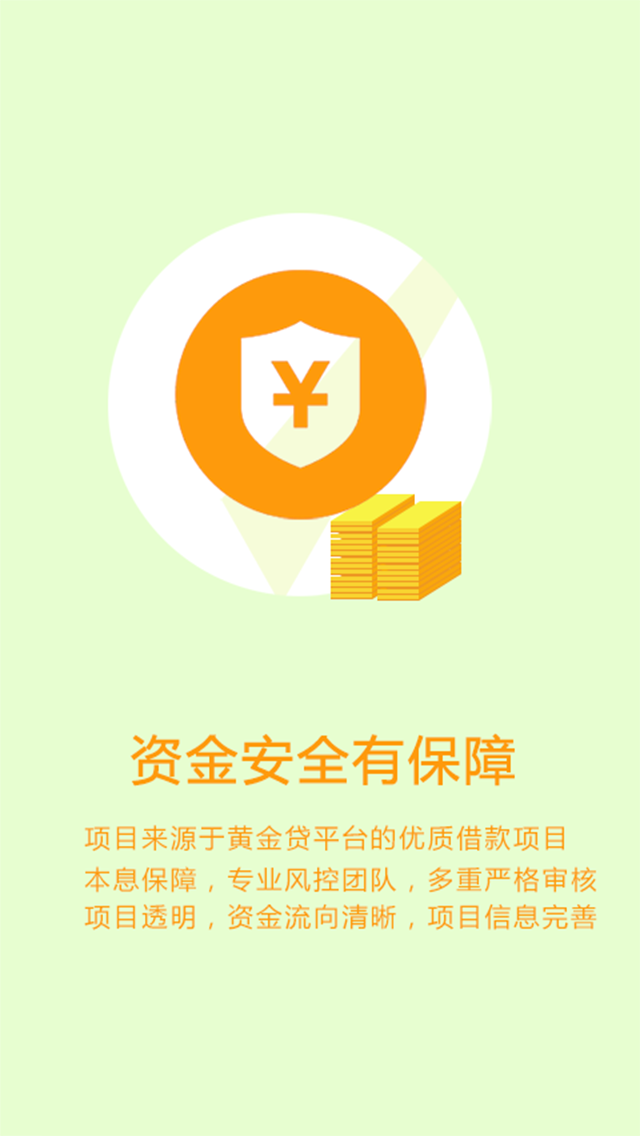 ¥
资金安全有保障
项目来源于黄金贷平台的优质借款项目
本息保障，专业风控团队，多重严格审核
项目透明，资金流向清晰，项目信息完善